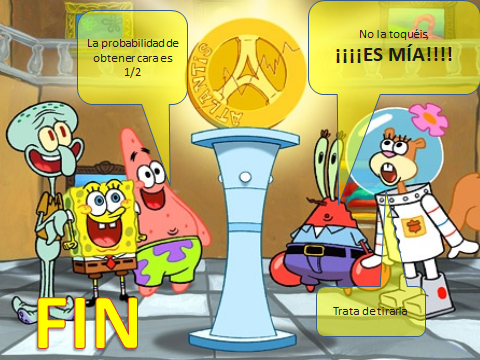 La probabilidad de
obtener cara es
1/2
No la toquéis
¡¡¡¡ES MÍA!!!!
ATLANTIS
Trata de tirarla
FIN